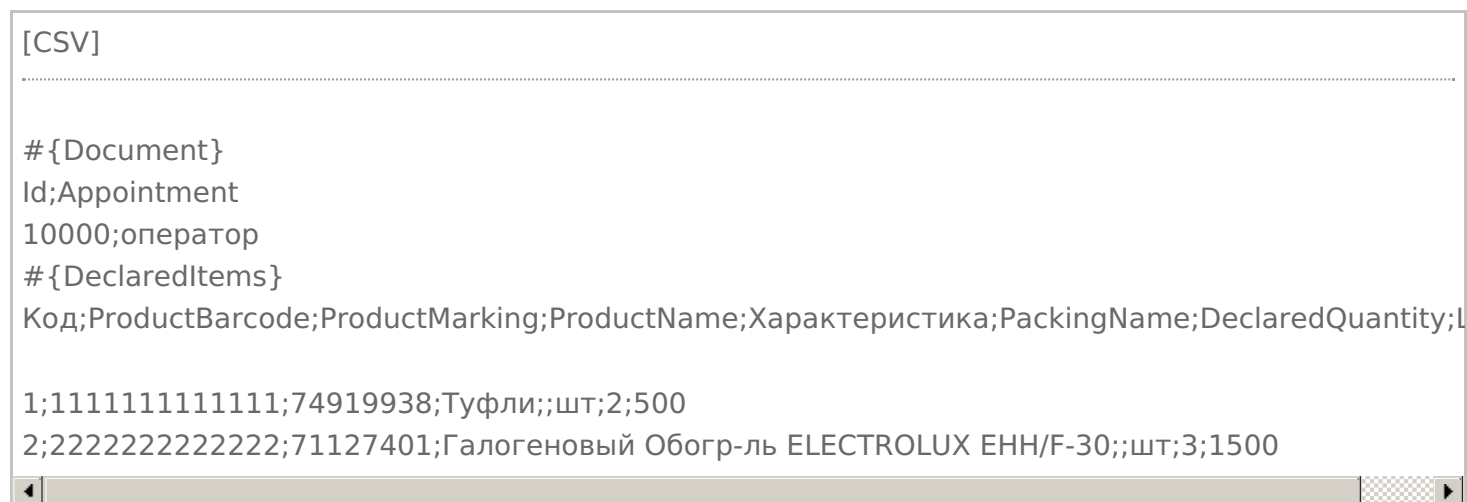 [CSV]
#{Document}
Id;Appointment
10000;оператор
#{DeclaredItems}
Код;ProductBarcode;ProductMarking;ProductName;Характеристика;PackingName;DeclaredQuantity;
1;1111111111111;74919938;Туфли;;шт;2;500
2;2222222222222;71127401;Галогеновый Обогр-ль ELECTROLUX EHH/F-30;;шт;3;1500